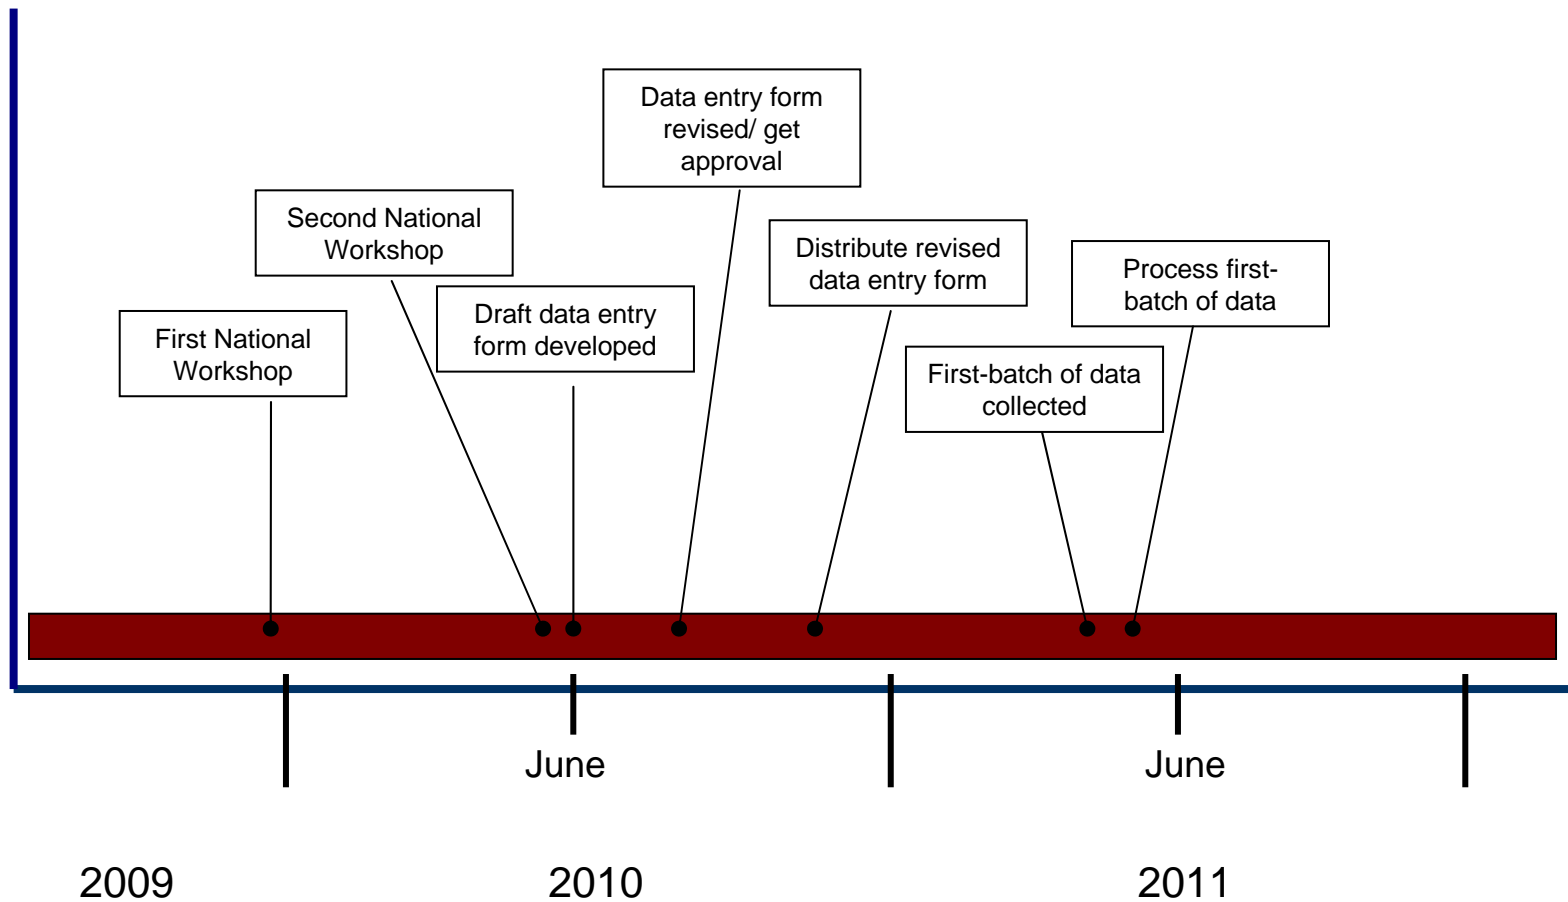 Data entry form
revised/ get
approval
Second National
Workshop
Distribute revised
data entry form
Process first-
batch of data
Draft data entry
form developed
First National
Workshop
First-batch of data
collected
June
June
2009
2010
2011